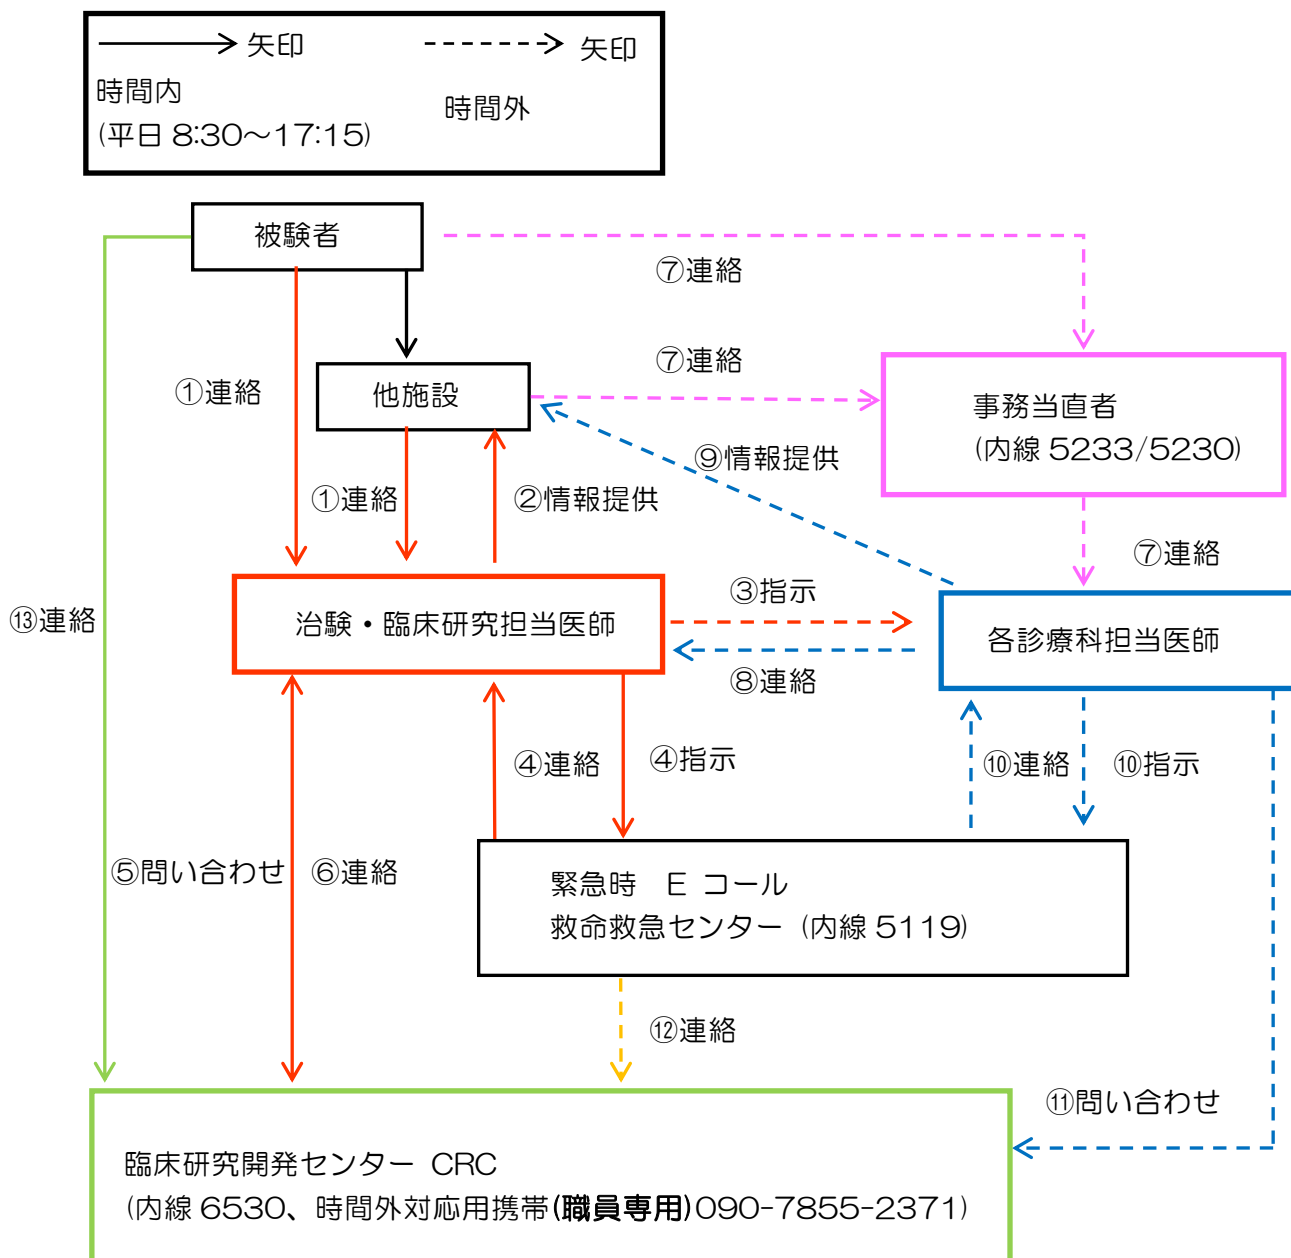 矢印
矢印
時間内
(平日 8:30～17:15)
時間外
被験者
⑦連絡
他施設
⑦連絡
①連絡
事務当直者
(内線 5233/5230)
⑨情報提供
①連絡
②情報提供
⑦連絡
⑬連絡
治験・臨床研究担当医師
③指示
各診療科担当医師
⑧連絡
④連絡
④指示
⑩連絡
⑩指示
⑤問い合わせ
⑥連絡
緊急時 E コール
救命救急センター (内線 5119)
⑫連絡
⑪問い合わせ
臨床研究開発センター CRC
(内線 6530、時間外対応用携帯(職員専用)090-7855-2371)